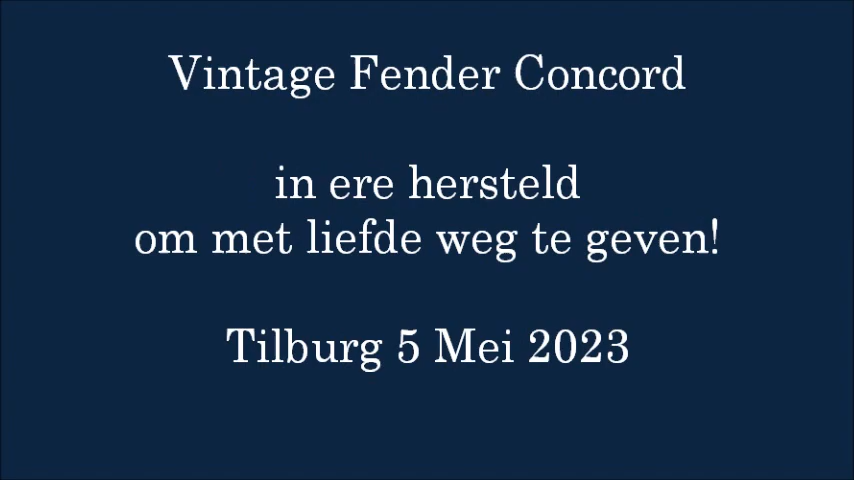 Vintage Fender Concord
in ere hersteld
om met liefde weg te geven!
Tilburg 5 Mei 2023